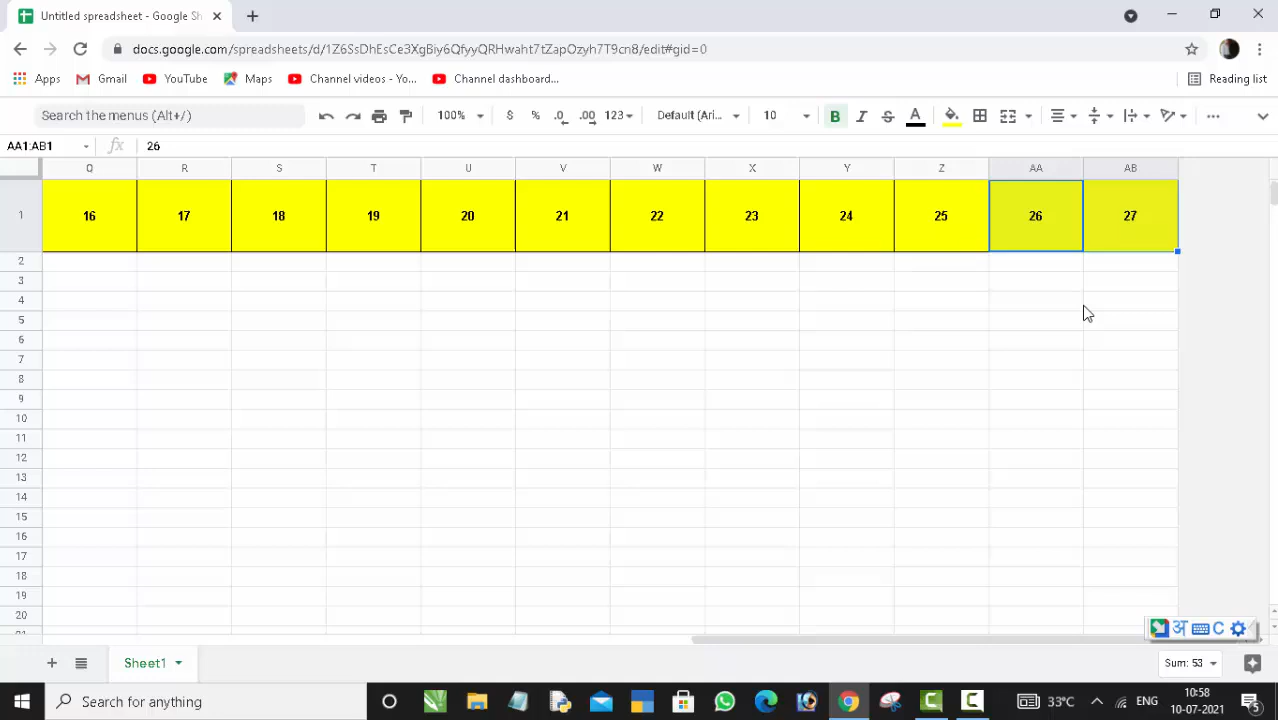 Untitled spreadsheet - Google Sh
docs.google.com/spreadsheets/d/1Z6SsDhEsCe3XgBiy6QfyyQRHwaht7tZapOzyh7T9cn8/edit#gid=0
Apps Gmail YouTube Maps Channel videos - Yo... Channel dashboard... Reading list
Search the menus (Alt+/) 100% $ % .0 .00 123 Default (Ari... 10 B I S A
AA1:AB1 fx 26
Q R S T U V W X Y Z AA AB
1 16 17 18 19 20 21 22 23 24 25 26 27
2
3
4
5
6
7
8
9
10
11
12
13
14
15
16
17
18
19
20
अ C
Sheet1 Sum: 53
Search for anything 33°C ENG 10:58
10-07-2021 5